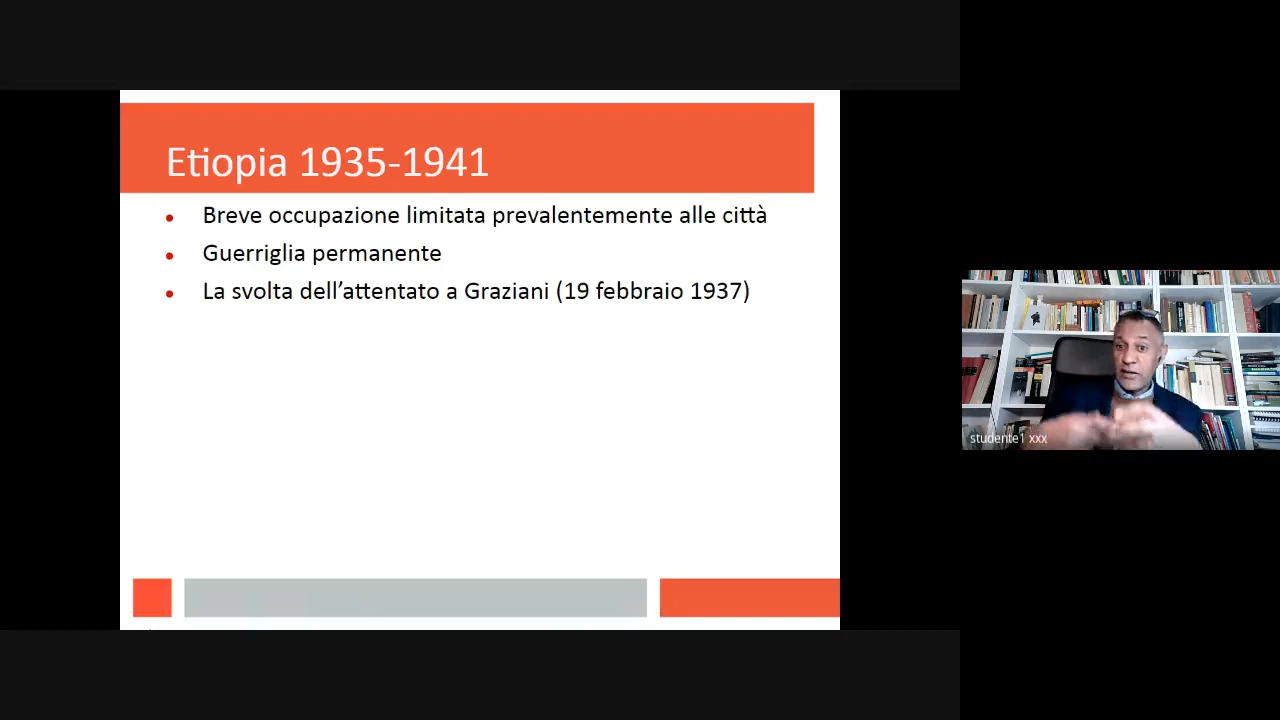 Etiopia 1935-1941
Breve occupazione limitata prevalentemente alle città
Guerriglia permanente
La svolta dell’attentato a Graziani (19 febbraio 1937)
studente1 xxx